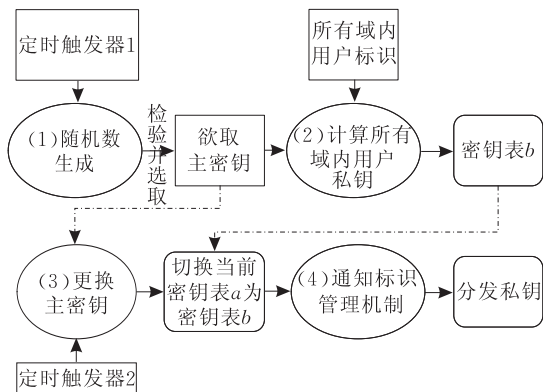 定时触发器1
所有域内
用户标识
(1)随机数
生成
检验并选取
欲取
主密钥
(2)计算所有
域内用户
私钥
密钥表b
(3)更换
主密钥
切换当前
密钥表a为
密钥表b
(4)通知标识
管理机制
分发私钥
定时触发器2